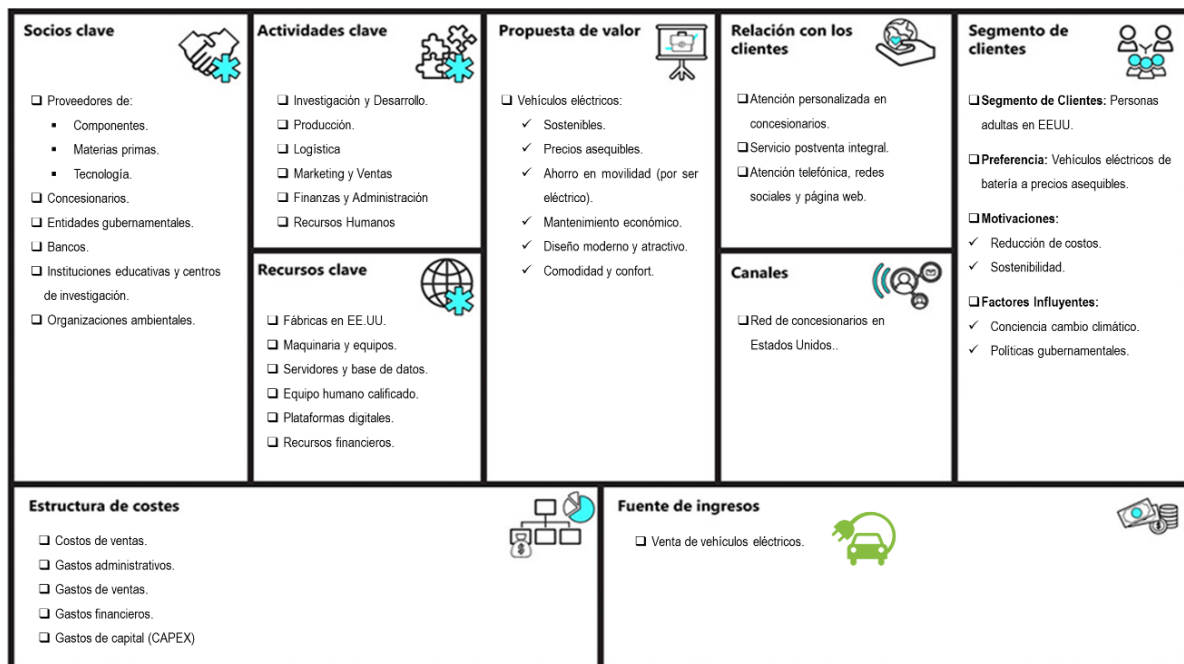 Socios clave
❑ Proveedores de:
▪ Componentes.
▪ Materias primas.
▪ Tecnología.
❑ Concesionarios.
❑ Entidades gubernamentales.
❑ Bancos.
❑ Instituciones educativas y centros
de investigación.
❑ Organizaciones ambientales.
Actividades clave
❑ Investigación y Desarrollo.
❑ Producción.
❑ Logística
❑ Marketing y Ventas
❑ Finanzas y Administración
❑ Recursos Humanos
Recursos clave
❑ Fábricas en EE.UU.
❑ Maquinaria y equipos.
❑ Servidores y base de datos.
❑ Equipo humano calificado.
❑ Plataformas digitales.
❑ Recursos financieros.
Propuesta de valor
❑ Vehículos eléctricos:
✓ Sostenibles.
✓ Precios asequibles.
✓ Ahorro en movilidad (por ser
eléctrico).
✓ Mantenimiento económico.
✓ Diseño moderno y atractivo.
✓ Comodidad y confort.
Relación con los
clientes
❑Atención personalizada en
concesionarios.
❑Servicio postventa integral.
❑Atención telefónica, redes
sociales y página web.
Canales
❑Red de concesionarios en
Estados Unidos..
Segmento de
clientes
❑Segmento de Clientes: Personas
adultas en EEUU.
❑Preferencia: Vehículos eléctricos de
batería a precios asequibles.
❑Motivaciones:
✓ Reducción de costos.
✓ Sostenibilidad.
❑Factores Influyentes:
✓ Conciencia cambio climático.
✓ Políticas gubernamentales.
Estructura de costes
❑ Costos de ventas.
❑ Gastos administrativos.
❑ Gastos de ventas.
❑ Gastos financieros.
❑ Gastos de capital (CAPEX)
Fuente de ingresos
❑ Venta de vehículos eléctricos.